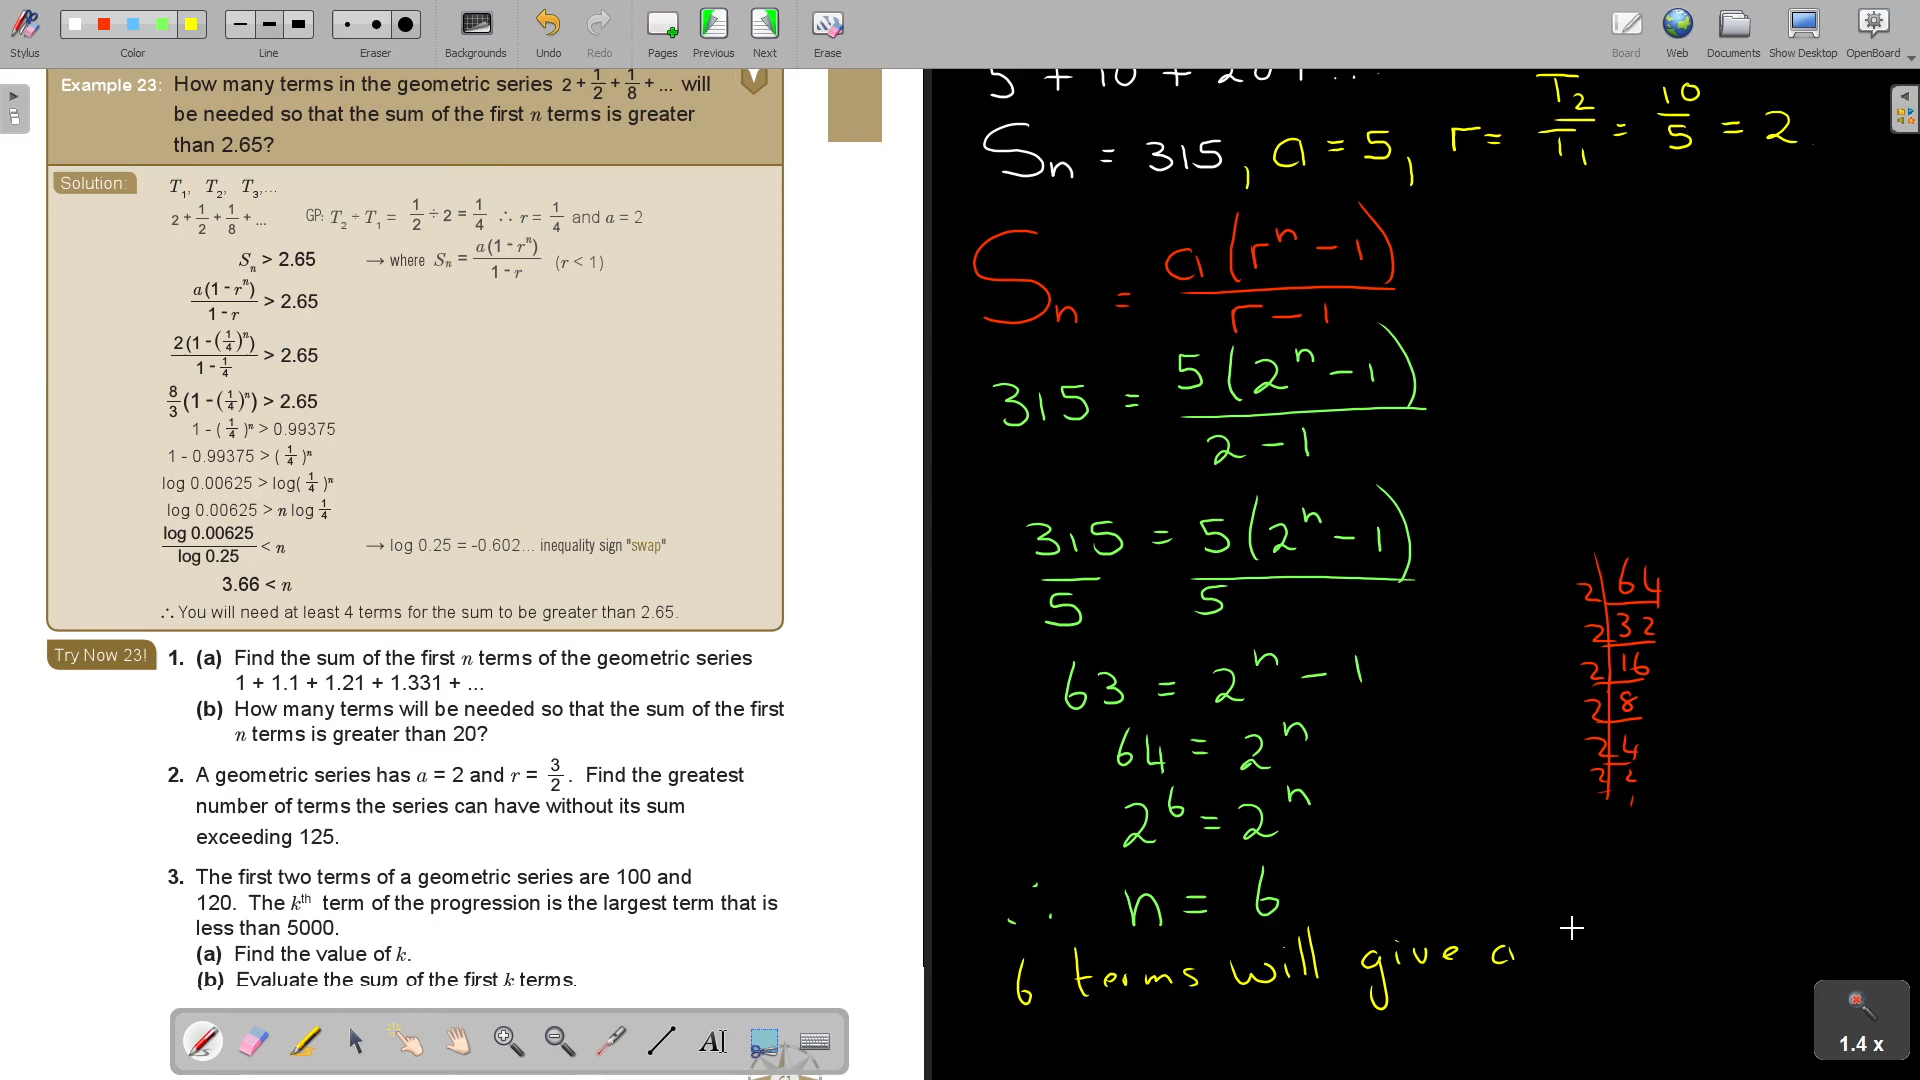 Stylus Color Line Eraser Backgrounds Undo Redo Pages Previous Next Erase Board Web Documents Show Desktop OpenBoard
Example 23: How many terms in the geometric series 2 + 1/2 + 1/8 + ... will
be needed so that the sum of the first n terms is greater
than 2.65?
Solution:
T₁, T₂, T₃,...
2 + 1/2 + 1/8 + ... GP: T₂ ÷ T₁ = 1/2 ÷ 2 = 1/4 ∴ r = 1/4 and a = 2
Sₙ > 2.65 → where Sₙ = a(1 - rⁿ)/(1 - r) (r < 1)
a(1 - rⁿ)/(1 - r) > 2.65
2(1 - (1/4)ⁿ)/(1 - 1/4) > 2.65
8/3(1 - (1/4)ⁿ) > 2.65
1 - (1/4)ⁿ > 0.99375
1 - 0.99375 > (1/4)ⁿ
log 0.00625 > log(1/4)ⁿ
log 0.00625 > n log 1/4
log 0.00625/log 0.25 < n → log 0.25 = -0.602... inequality sign "swap"
3.66 < n
∴ You will need at least 4 terms for the sum to be greater than 2.65.
Try Now 23! 1. (a) Find the sum of the first n terms of the geometric series
1 + 1.1 + 1.21 + 1.331 + ...
(b) How many terms will be needed so that the sum of the first
n terms is greater than 20?
2. A geometric series has a = 2 and r = 3/2. Find the greatest
number of terms the series can have without its sum
exceeding 125.
3. The first two terms of a geometric series are 100 and
120. The kᵗʰ term of the progression is the largest term that is
less than 5000.
(a) Find the value of k.
(b) Evaluate the sum of the first k terms.
5 + 10 + 20 + ...
Sₙ = 315, a = 5, r = T₂/T₁ = 10/5 = 2
Sₙ = a(rⁿ - 1)/(r - 1)
315 = 5(2ⁿ - 1)/(2 - 1)
315/5 = 5(2ⁿ - 1)/5
63 = 2ⁿ - 1
64 = 2ⁿ
2⁶ = 2ⁿ
∴ n = 6
6 terms will give a
2 64
2 32
2 16
2 8
2 4
2 2
1
AI
1.4 x